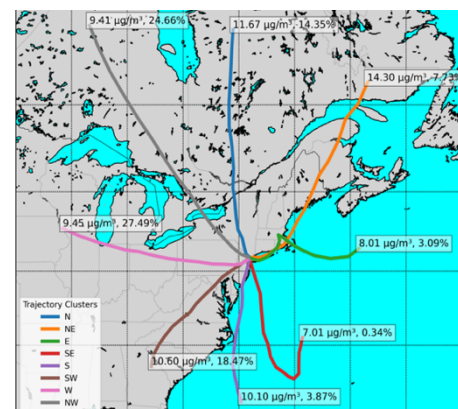 9.41 μg/m³, 24.66%
11.67 μg/m³, 14.35%
14.30 μg/m³, 7.73%
9.45 μg/m³, 27.49%
8.01 μg/m³, 3.09%
7.01 μg/m³, 0.34%
10.60 μg/m³, 18.47%
10.10 μg/m³, 3.87%
Trajectory Clusters
N
NE
E
SE
S
SW
W
NW